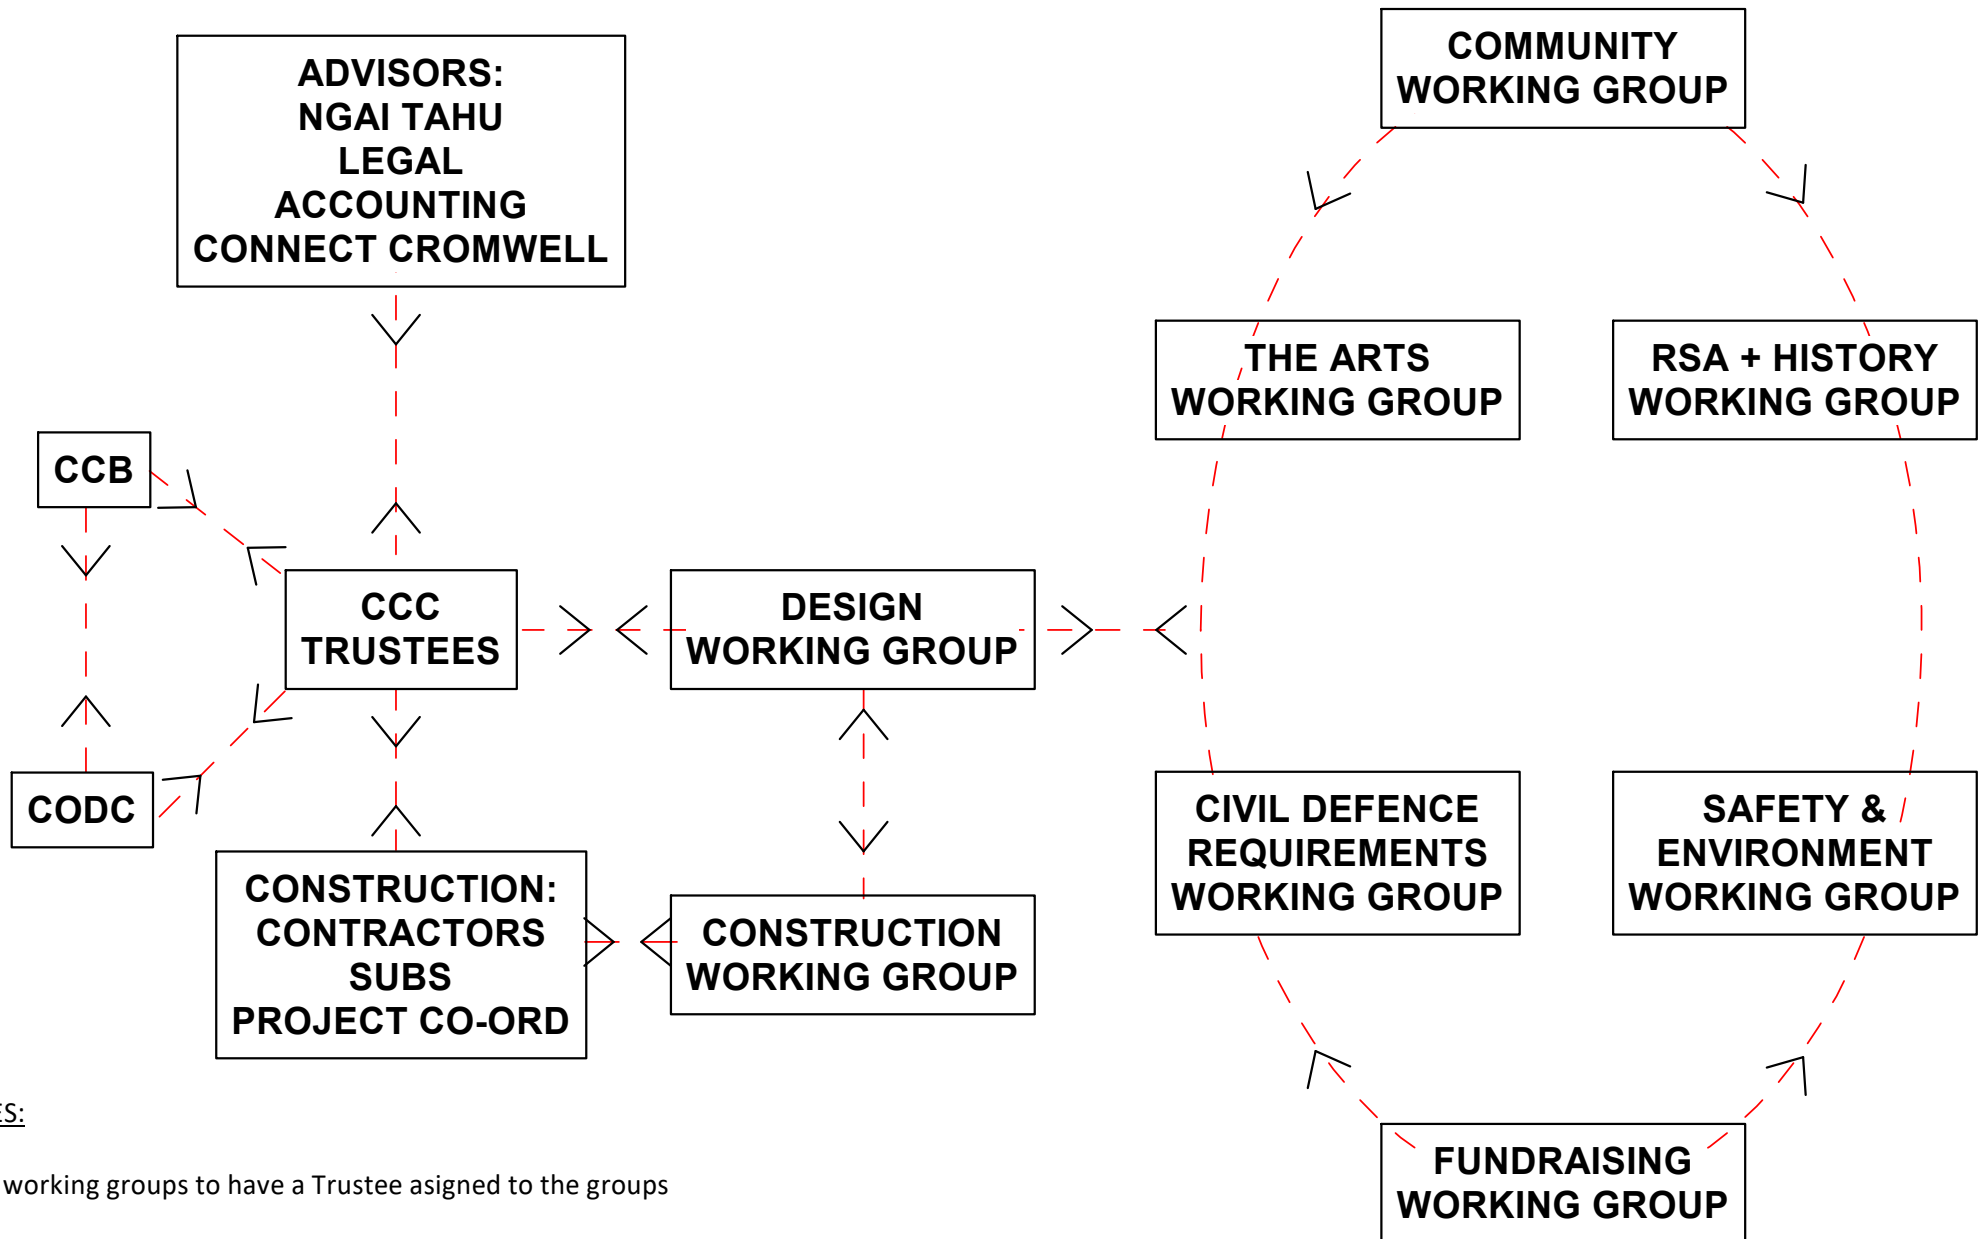 ADVISORS:
NGAI TAHU
LEGAL
ACCOUNTING
CONNECT CROMWELL
COMMUNITY
WORKING GROUP
THE ARTS
WORKING GROUP
RSA + HISTORY
WORKING GROUP
CCB
CCC
TRUSTEES
DESIGN
WORKING GROUP
CODC
CONSTRUCTION:
CONTRACTORS
SUBS
PROJECT CO-ORD
CONSTRUCTION
WORKING GROUP
CIVIL DEFENCE
REQUIREMENTS
WORKING GROUP
SAFETY &
ENVIRONMENT
WORKING GROUP
FUNDRAISING
WORKING GROUP
ES:
working groups to have a Trustee asigned to the groups